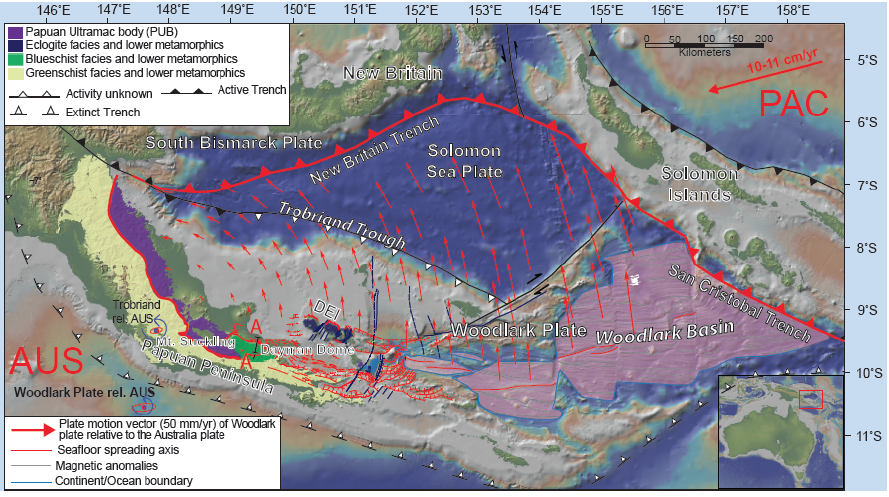 146°E 147°E 148°E 149°E 150°E 151°E 152°E 153°E 154°E 155°E 156°E 157°E 158°E
Papuan Ultramac body (PUB)
Eclogite facies and lower metamorphics
Blueschist facies and lower metamorphics
Greenschist facies and lower metamorphics
Activity unknown
Active Trench
Extinct Trench
0 50 100 150 200
Kilometers
10-11 cm/yr
PAC
5°S
6°S
7°S
8°S
9°S
10°S
11°S
New Britain
South Bismarck Plate
New Britain Trench
Solomon
Sea Plate
Solomon
Islands
Trobriand Trough
San Cristobal Trench
Trobriand
rel. AUS
DEI
Woodlark Plate
Woodlark Basin
A
Mt. Suckling
Dayman Dome
A'
Papuan Peninsula
AUS
Woodlark Plate rel. AUS
Plate motion vector (50 mm/yr) of Woodlark
plate relative to the Australia plate
Seafloor spreading axis
Magnetic anomalies
Continent/Ocean boundary